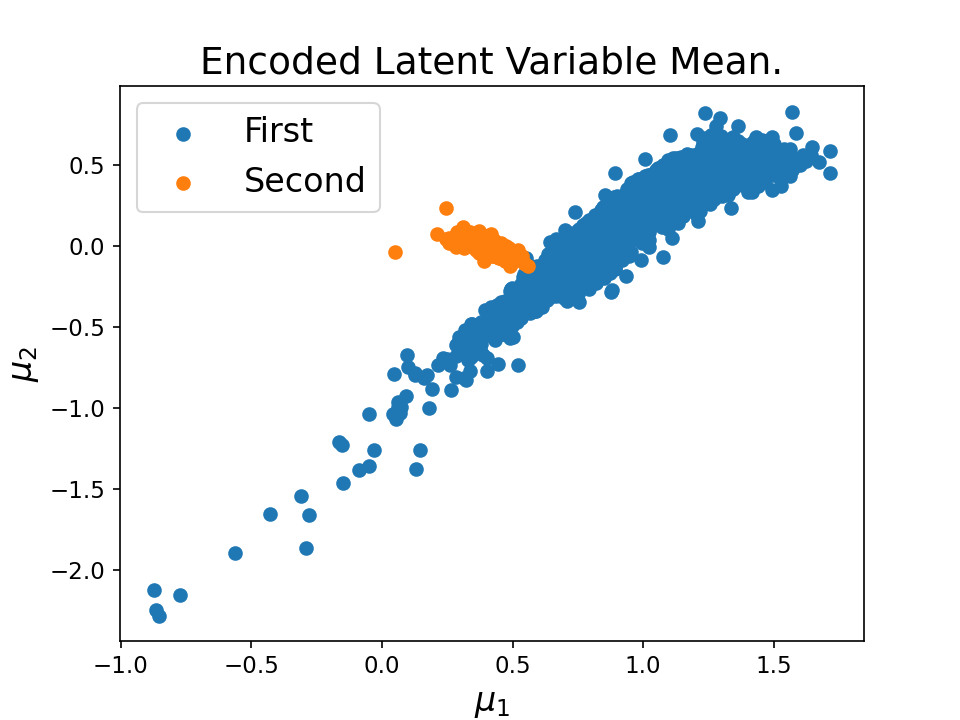 Encoded Latent Variable Mean.
First
Second
0.5
0.0
−0.5
−1.0
−1.5
−2.0
μ₂
−1.0 −0.5 0.0 0.5 1.0 1.5
μ₁